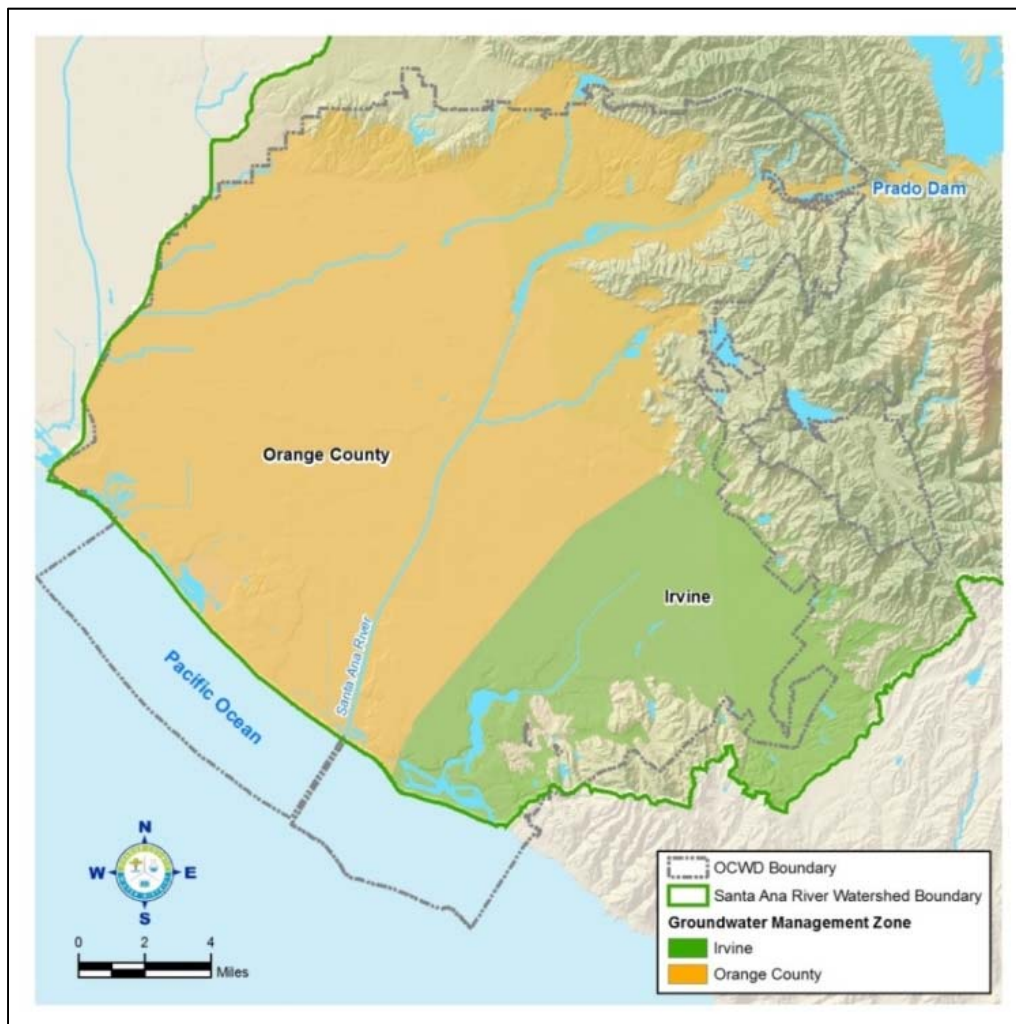 Prado Dam
Orange County
Irvine
Santa Ana River
Pacific Ocean
N
W
E
S
0 2 4
Miles
OCWD Boundary
Santa Ana River Watershed Boundary
Groundwater Management Zone
Irvine
Orange County